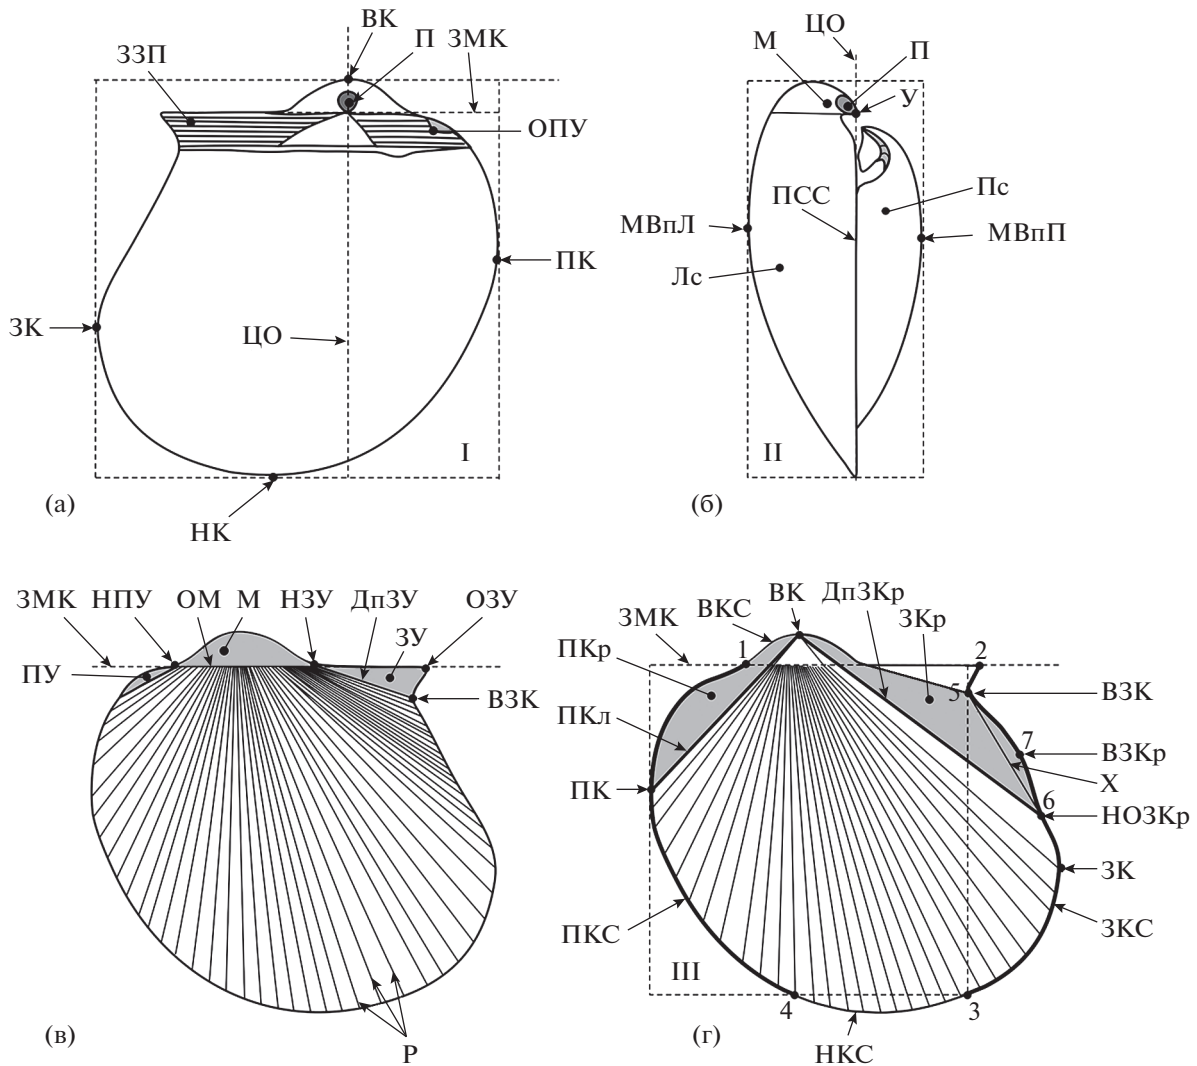 ВК
П
ЗМК
ЗЗП
ОПУ
ПК
ЗК
ЦО
I
НК
(а)
ЦО
М
П
У
ПСС
Пс
МВпЛ
МВпП
Лс
II
(б)
ЗМК НПУ ОМ М НЗУ ДпЗУ ОЗУ
ЗУ
ПУ
ВЗК
Р
(в)
ВК
ДпЗКр
ВКС
ЗКр
ЗМК
1
2
ПКр
5
ВЗК
ПКл
7
ВЗКр
Х
ПК
6
НОЗКр
ЗК
ПКС
ЗКС
III
4
3
НКС
(г)